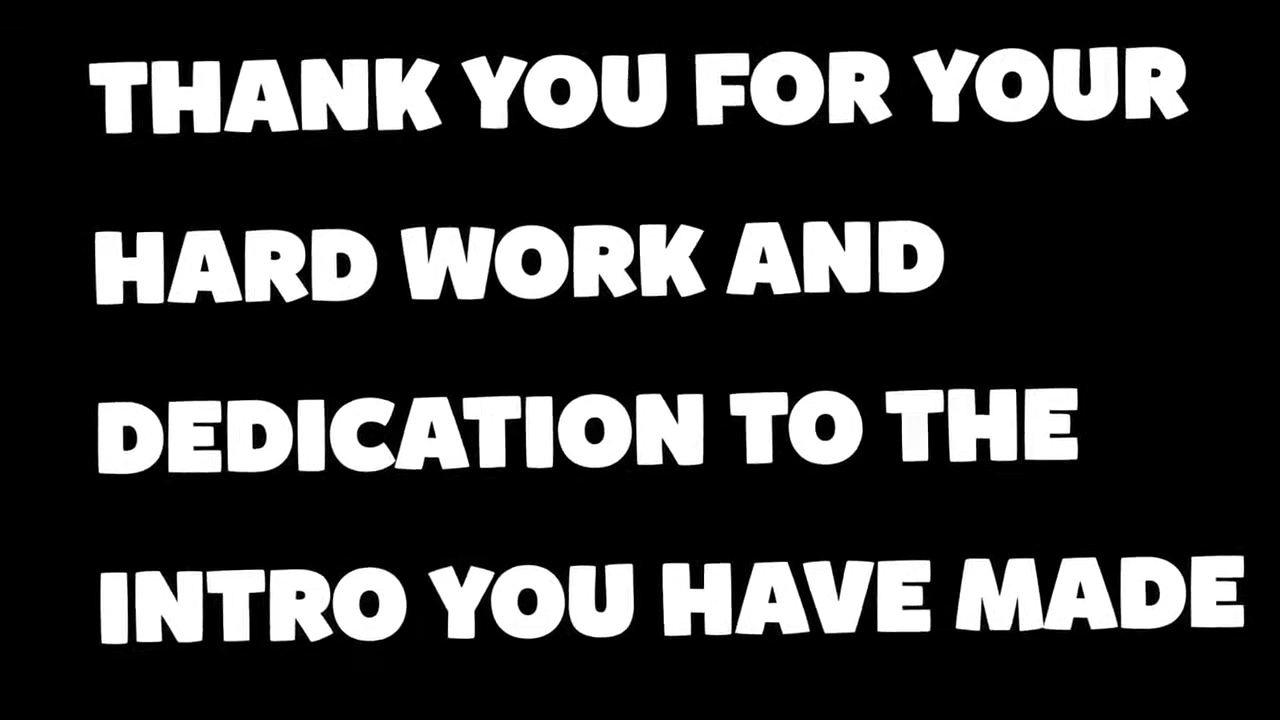 THANK YOU FOR YOUR
HARD WORK AND
DEDICATION TO THE
INTRO YOU HAVE MADE